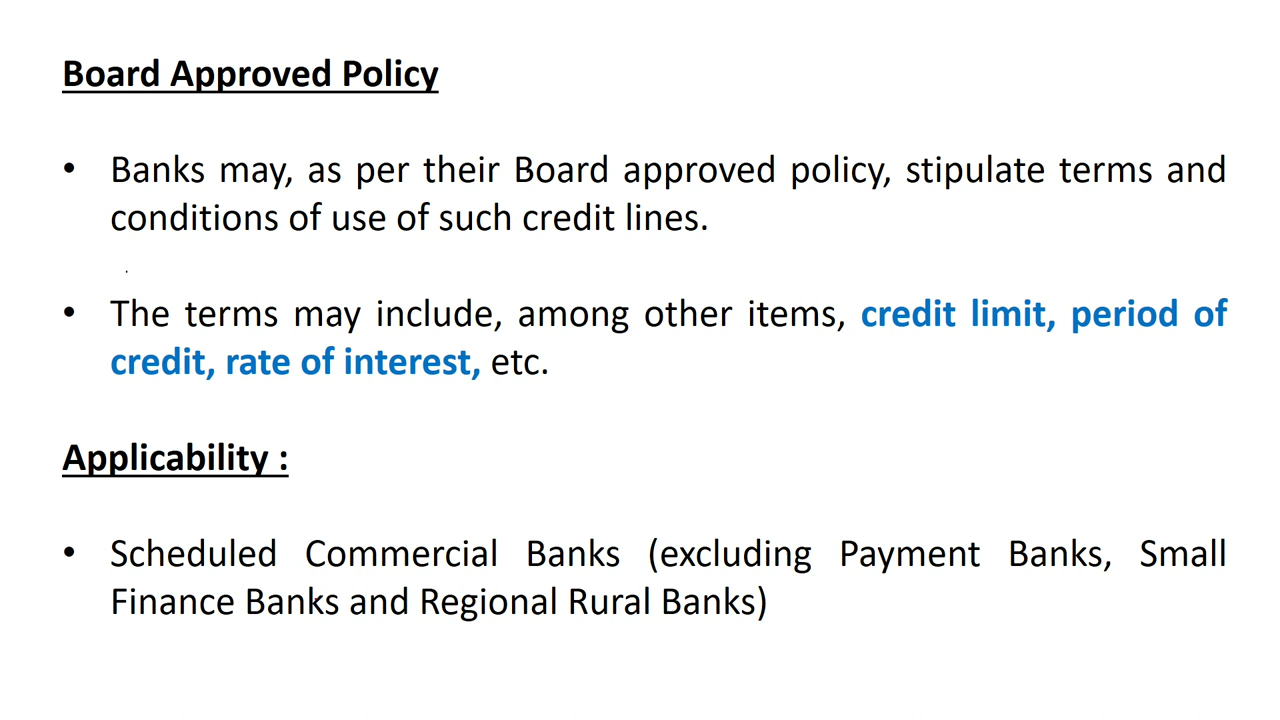 Board Approved Policy
• Banks may, as per their Board approved policy, stipulate terms and
conditions of use of such credit lines.
• The terms may include, among other items, credit limit, period of
credit, rate of interest, etc.
Applicability :
• Scheduled Commercial Banks (excluding Payment Banks, Small
Finance Banks and Regional Rural Banks)